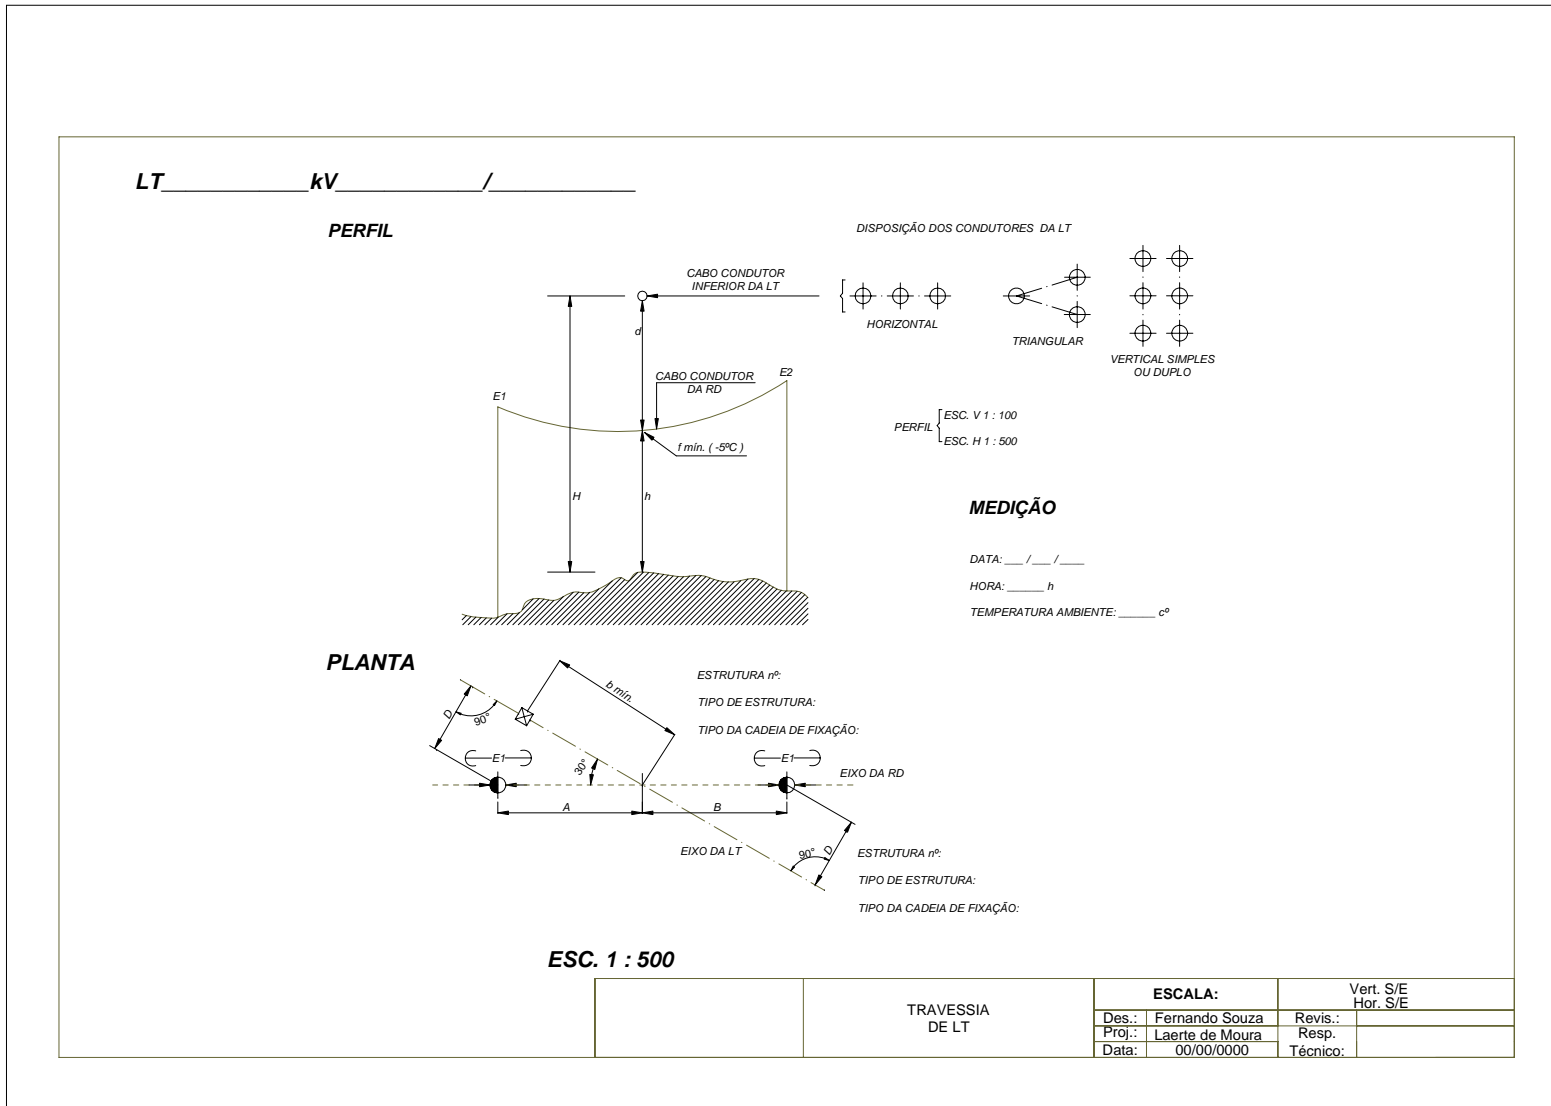 LT____________kV____________/____________
PERFIL
DISPOSIÇÃO DOS CONDUTORES DA LT
CABO CONDUTOR
INFERIOR DA LT
d
HORIZONTAL
TRIANGULAR
VERTICAL SIMPLES
OU DUPLO
CABO CONDUTOR
DA RD
E1
E2
f mín. ( -5ºC )
H
h
PERFIL
ESC. V 1 : 100
ESC. H 1 : 500
MEDIÇÃO
DATA: ___ /___ /____
HORA: ______ h
TEMPERATURA AMBIENTE: ______ cº
PLANTA
ESTRUTURA nº:
TIPO DE ESTRUTURA:
TIPO DA CADEIA DE FIXAÇÃO:
b mín.
D
90°
E1
30°
E1
EIXO DA RD
A
B
EIXO DA LT
90°
D
ESTRUTURA nº:
TIPO DE ESTRUTURA:
TIPO DA CADEIA DE FIXAÇÃO:
ESC. 1 : 500
TRAVESSIA
DE LT
ESCALA:
Vert. S/E
Hor. S/E
Des.: Fernando Souza Revis.:
Proj.: Laerte de Moura Resp.
Data: 00/00/0000 Técnico: